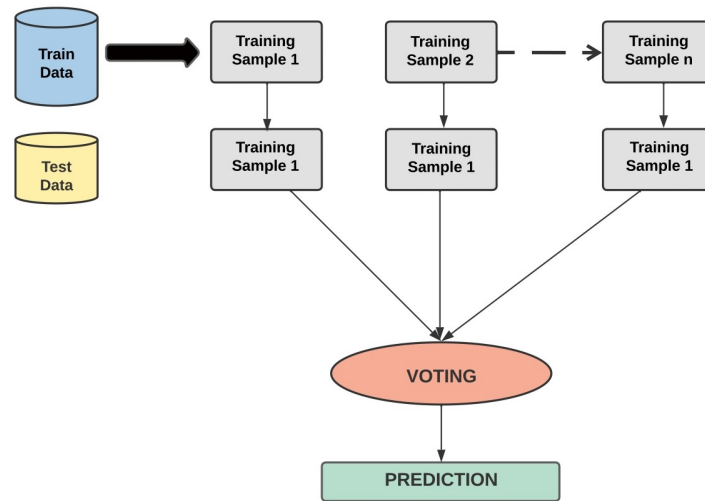 Train
Data
Training
Sample 1
Training
Sample 2
Training
Sample n
Test
Data
Training
Sample 1
Training
Sample 1
Training
Sample 1
VOTING
PREDICTION